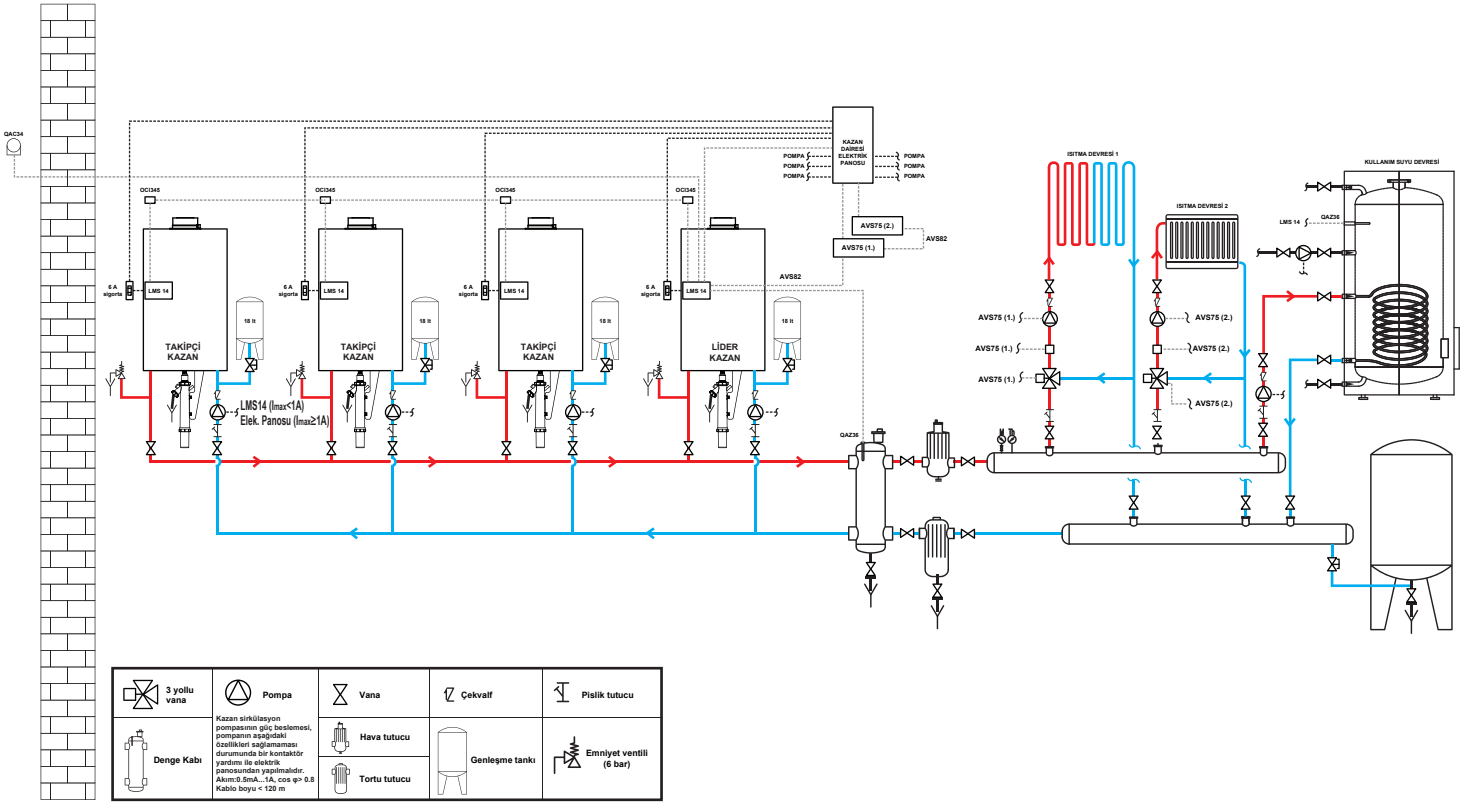 QAC34
OCI345
OCI345
OCI345
OCI345
KAZAN
DAİRESİ
ELEKTRİK
PANOSU
POMPA
POMPA
POMPA
POMPA
POMPA
POMPA
AVS75 (2.)
AVS75 (1.)
AVS82
AVS82
6 A
sigorta
LMS 14
18 lt
TAKİPÇİ
KAZAN
6 A
sigorta
LMS 14
18 lt
TAKİPÇİ
KAZAN
6 A
sigorta
LMS 14
18 lt
TAKİPÇİ
KAZAN
6 A
sigorta
LMS 14
18 lt
LİDER
KAZAN
LMS14 (Imax<1A)
Elek. Panosu (Imax≥1A)
QAZ36
M Th
ISITMA DEVRESİ 1
ISITMA DEVRESİ 2
KULLANIM SUYU DEVRESİ
LMS 14
QAZ36
AVS75 (1.)
AVS75 (2.)
AVS75 (1.)
AVS75 (2.)
AVS75 (1.)
AVS75 (2.)
3 yollu
vana
Pompa
Vana
Çekvalf
Pislik tutucu
Denge Kabı
Kazan sirkülasyon
pompasının güç beslemesi,
pompanın aşağıdaki
özellikleri sağlamaması
durumunda bir kontaktör
yardımı ile elektrik
panosundan yapılmalıdır.
Akım:0.5mA...1A, cos φ> 0.8
Kablo boyu < 120 m
Hava tutucu
Tortu tutucu
Genleşme tankı
Emniyet ventili
(6 bar)